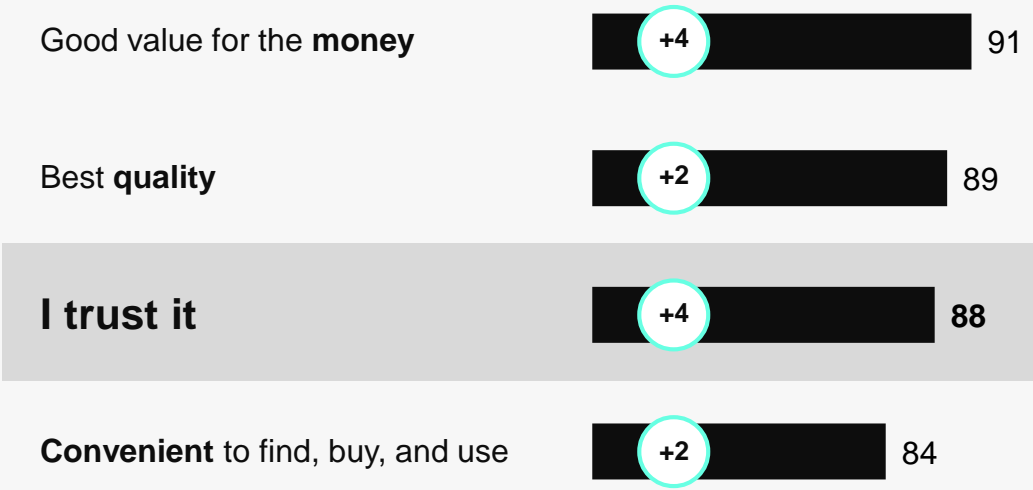 Good value for the money +4 91
Best quality +2 89
I trust it +4 88
Convenient to find, buy, and use +2 84